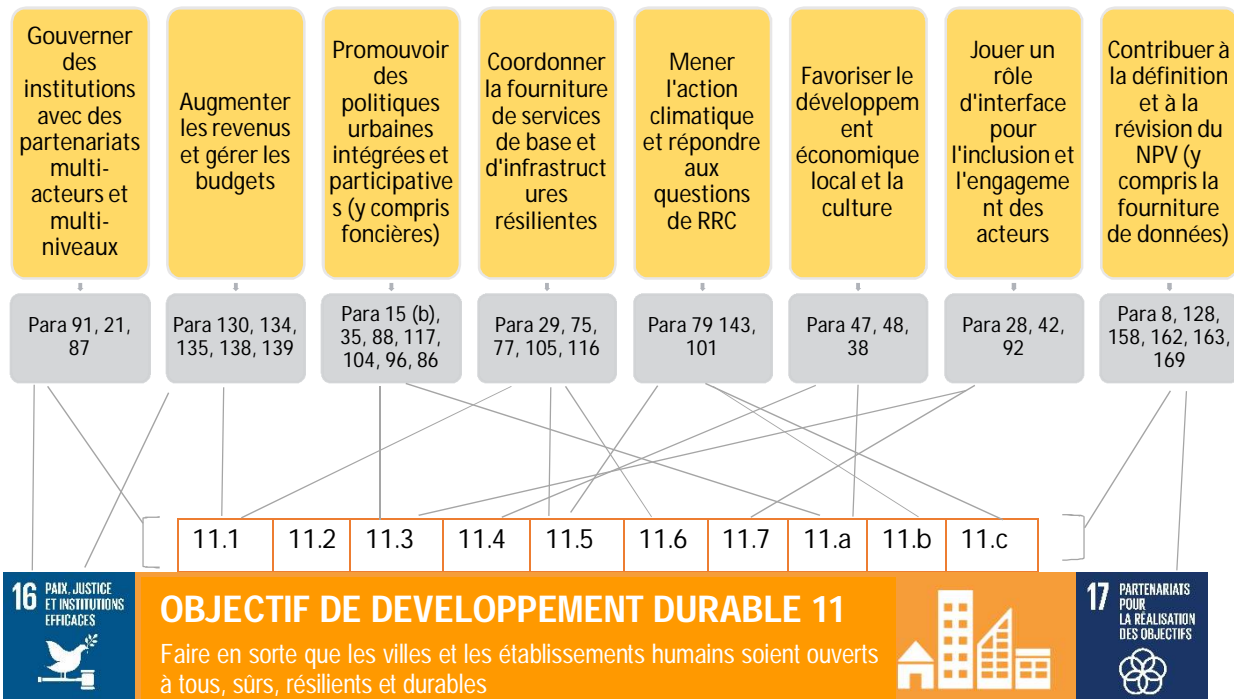 Gouverner
des
institutions
avec des
partenariats
multi-
acteurs et
multi-
niveaux
Augmenter
les revenus
et gérer les
budgets
Promouvoir
des
politiques
urbaines
intégrées et
participative
s (y compris
foncières)
Coordonner
la fourniture
de services
de base et
d'infrastruct
ures
résilientes
Mener
l'action
climatique
et répondre
aux
questions
de RRC
Favoriser le
développem
ent
économique
local et la
culture
Jouer un
rôle
d'interface
pour
l'inclusion et
l'engageme
nt des
acteurs
Contribuer à
la définition
et à la
révision du
NPV (y
compris la
fourniture
de données)
Para 91, 21,
87
Para 130, 134,
135, 138, 139
Para 15 (b),
35, 88, 117,
104, 96, 86
Para 29, 75,
77, 105, 116
Para 79 143,
101
Para 47, 48,
38
Para 28, 42,
92
Para 8, 128,
158, 162, 163,
169
11.1 11.2 11.3 11.4 11.5 11.6 11.7 11.a 11.b 11.c
16 PAIX, JUSTICE
ET INSTITUTIONS
EFFICACES
OBJECTIF DE DEVELOPPEMENT DURABLE 11
Faire en sorte que les villes et les établissements humains soient ouverts
à tous, sûrs, résilients et durables
17 PARTENARIATS
POUR
LA RÉALISATION
DES OBJECTIFS